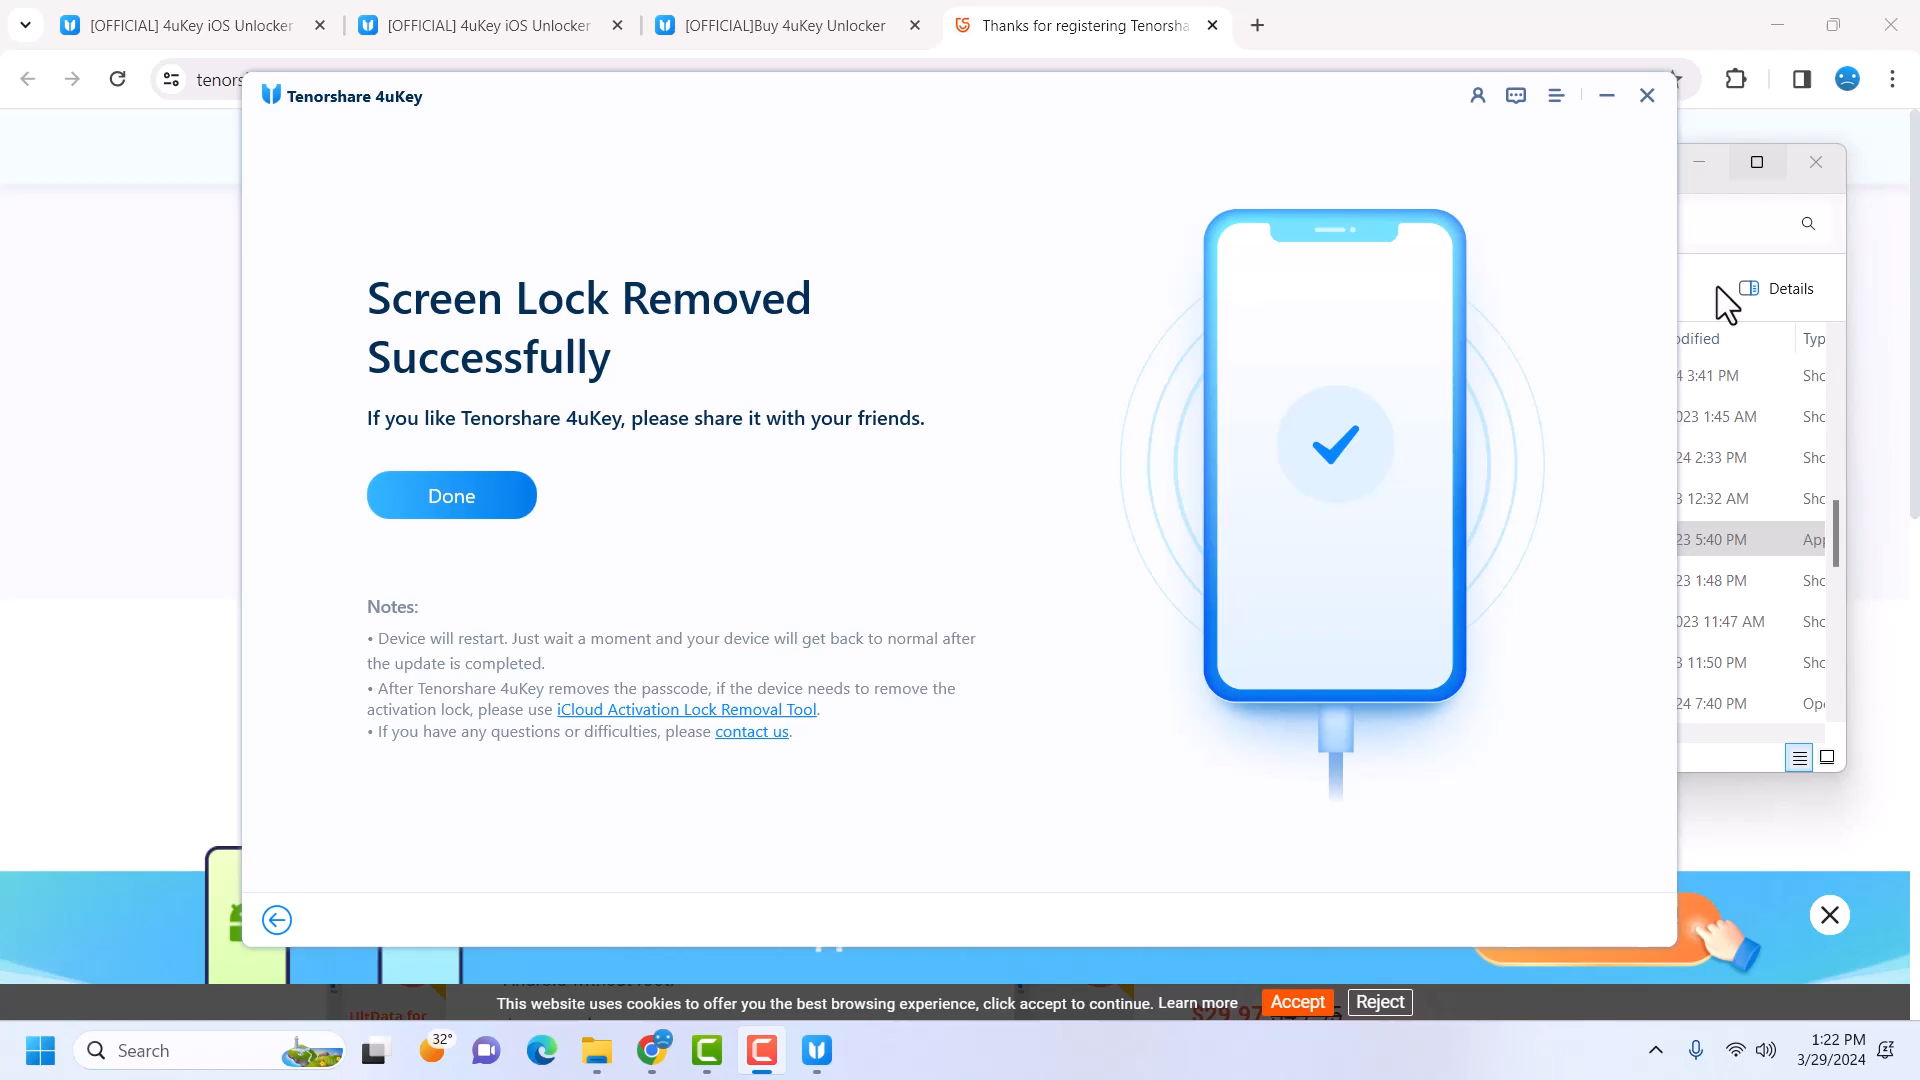 [OFFICIAL] 4uKey iOS Unlocker
[OFFICIAL] 4uKey iOS Unlocker
[OFFICIAL]Buy 4uKey Unlocker
Thanks for registering Tenorsha
tenors
Tenorshare 4uKey
Screen Lock Removed
Successfully
If you like Tenorshare 4uKey, please share it with your friends.
Done
Notes:
• Device will restart. Just wait a moment and your device will get back to normal after
the update is completed.
• After Tenorshare 4uKey removes the passcode, if the device needs to remove the
activation lock, please use iCloud Activation Lock Removal Tool.
• If you have any questions or difficulties, please contact us.
Details
odified Typ
4 3:41 PM Sho
023 1:45 AM Sho
24 2:33 PM Sho
3 12:32 AM Sho
23 5:40 PM App
23 1:48 PM Sho
023 11:47 AM Sho
3 11:50 PM Sho
24 7:40 PM Ope
This website uses cookies to offer you the best browsing experience, click accept to continue. Learn more
Accept
Reject
UltData for
$29.97
Search
32°
1:22 PM
3/29/2024